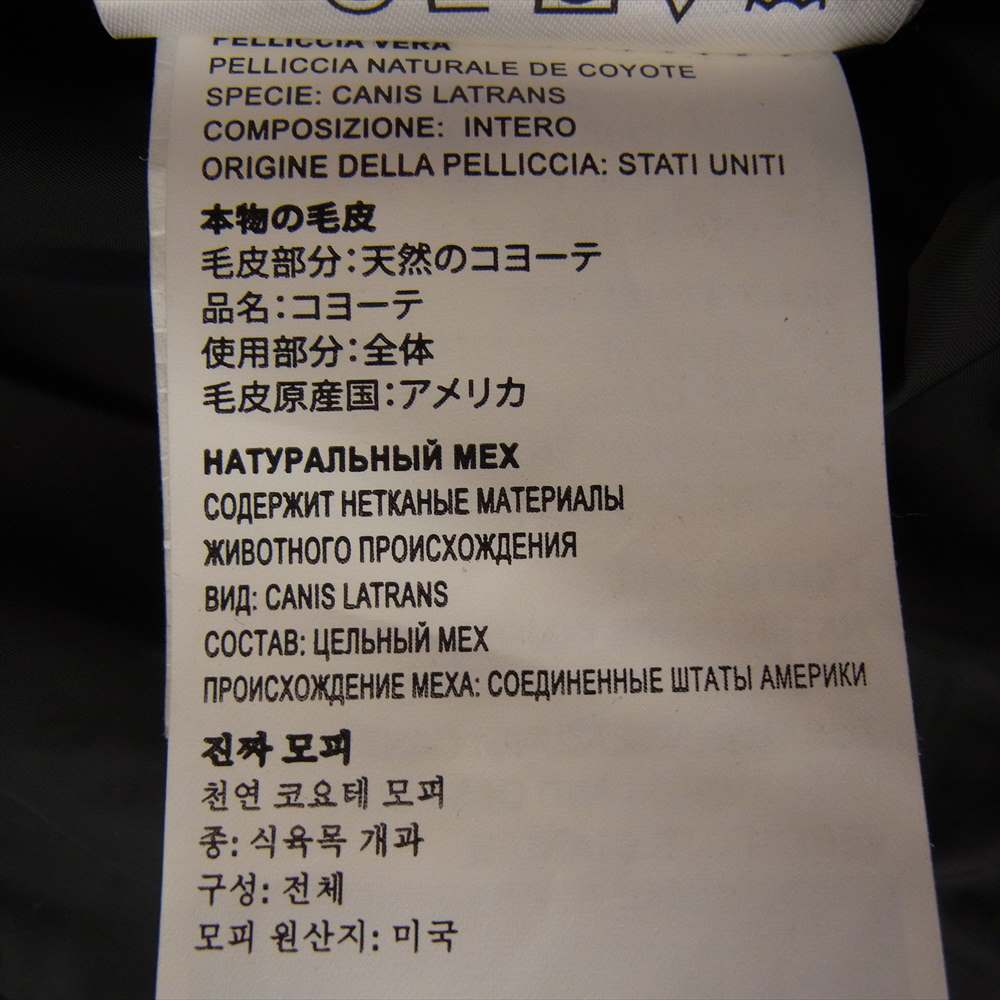 PELLICCIA VERA
PELLICCIA NATURALE DE COYOTE
SPECIE: CANIS LATRANS
COMPOSIZIONE: INTERO
ORIGINE DELLA PELLICCIA: STATI UNITI
本物の毛皮
毛皮部分:天然のコヨーテ
品名:コヨーテ
使用部分:全体
毛皮原産国:アメリカ
НАТУРАЛЬНЫЙ МЕХ
СОДЕРЖИТ НЕТКАНЫЕ МАТЕРИАЛЫ
ЖИВОТНОГО ПРОИСХОЖДЕНИЯ
ВИД: CANIS LATRANS
СОСТАВ: ЦЕЛЬНЫЙ МЕХ
ПРОИСХОЖДЕНИЕ МЕХА: СОЕДИНЕННЫЕ ШТАТЫ АМЕРИКИ
진짜 모피
천연 코요테 모피
종: 식육목 개과
구성: 전체
모피 원산지: 미국